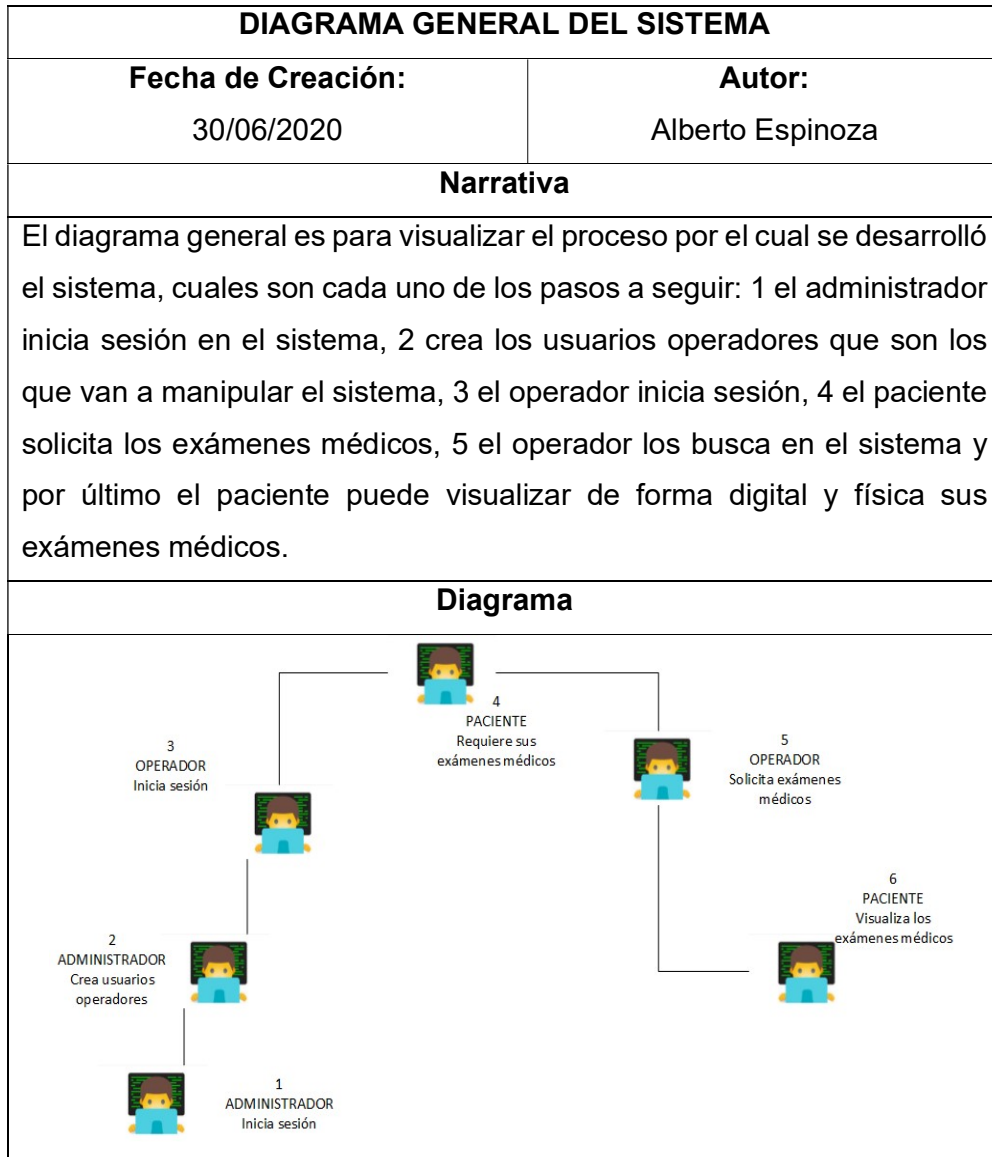 DIAGRAMA GENERAL DEL SISTEMA
Fecha de Creación:
30/06/2020
Autor:
Alberto Espinoza
Narrativa
El diagrama general es para visualizar el proceso por el cual se desarrolló
el sistema, cuales son cada uno de los pasos a seguir: 1 el administrador
inicia sesión en el sistema, 2 crea los usuarios operadores que son los
que van a manipular el sistema, 3 el operador inicia sesión, 4 el paciente
solicita los exámenes médicos, 5 el operador los busca en el sistema y
por último el paciente puede visualizar de forma digital y física sus
exámenes médicos.
Diagrama
1
ADMINISTRADOR
Inicia sesión
2
ADMINISTRADOR
Crea usuarios
operadores
3
OPERADOR
Inicia sesión
4
PACIENTE
Requiere sus
exámenes médicos
5
OPERADOR
Solicita exámenes
médicos
6
PACIENTE
Visualiza los
exámenes médicos